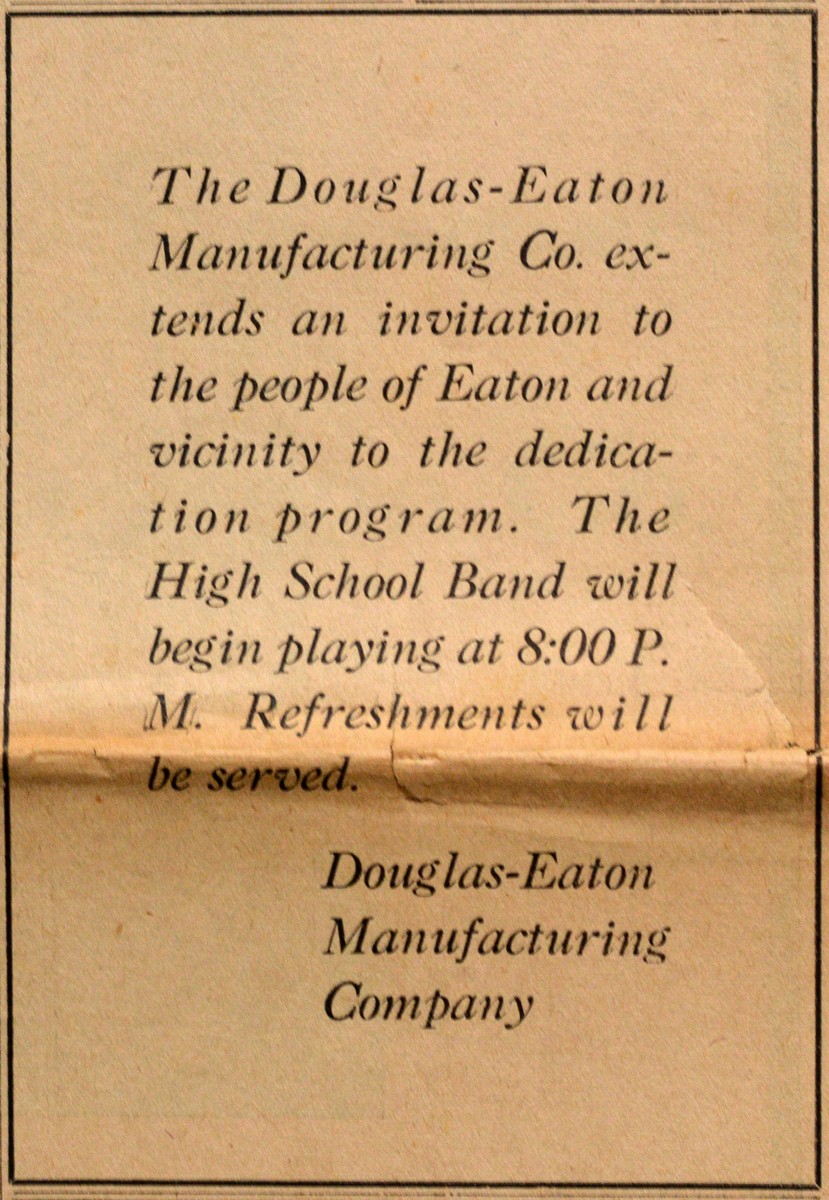 The Douglas-Eaton
Manufacturing Co. ex-
tends an invitation to
the people of Eaton and
vicinity to the dedica-
tion program. The
High School Band will
begin playing at 8:00 P.
M. Refreshments will
be served.
Douglas-Eaton
Manufacturing
Company